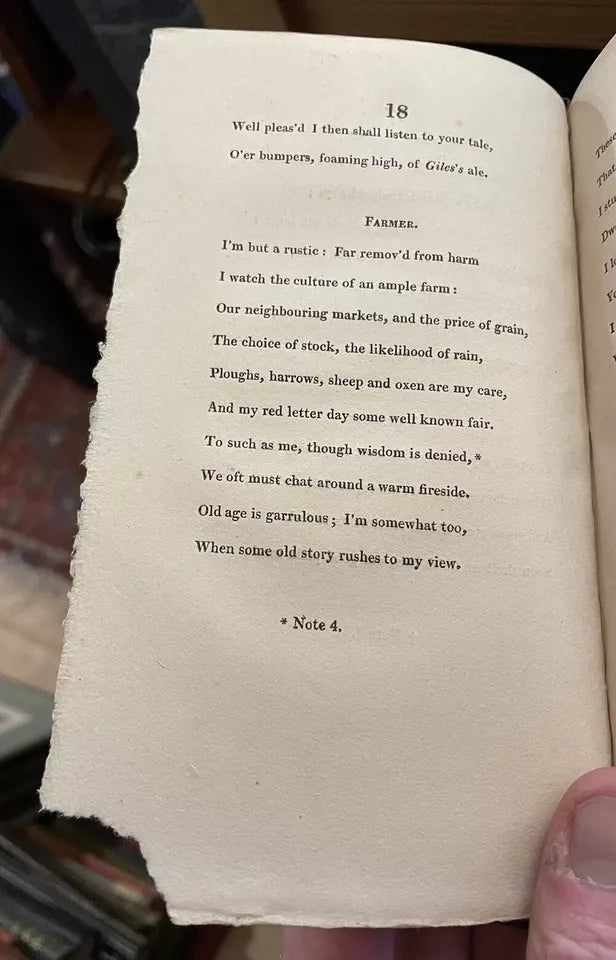 18
Well pleas'd I then shall listen to your tale,
O'er bumpers, foaming high, of Giles's ale.
FARMER.
I'm but a rustic: Far remov'd from harm
I watch the culture of an ample farm:
Our neighbouring markets, and the price of grain,
The choice of stock, the likelihood of rain,
Ploughs, harrows, sheep and oxen are my care,
And my red letter day some well known fair.
To such as me, though wisdom is denied,*
We oft must chat around a warm fireside.
Old age is garrulous; I'm somewhat too,
When some old story rushes to my view.
* Note 4.
These
That
I stu
Dw
I